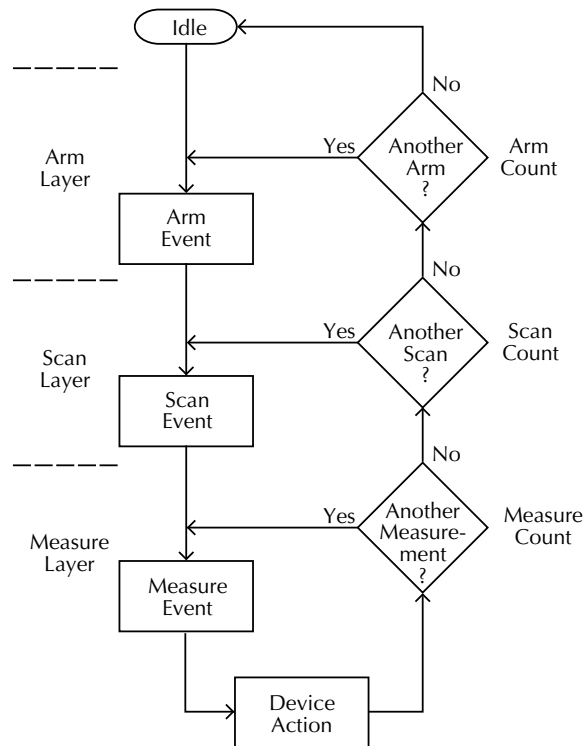 Idle
No
Yes
Another
Arm
?
Arm
Count
Arm
Layer
Arm
Event
No
Yes
Another
Scan
?
Scan
Count
Scan
Layer
Scan
Event
No
Yes
Another
Measure-
ment
?
Measure
Count
Measure
Layer
Measure
Event
Device
Action